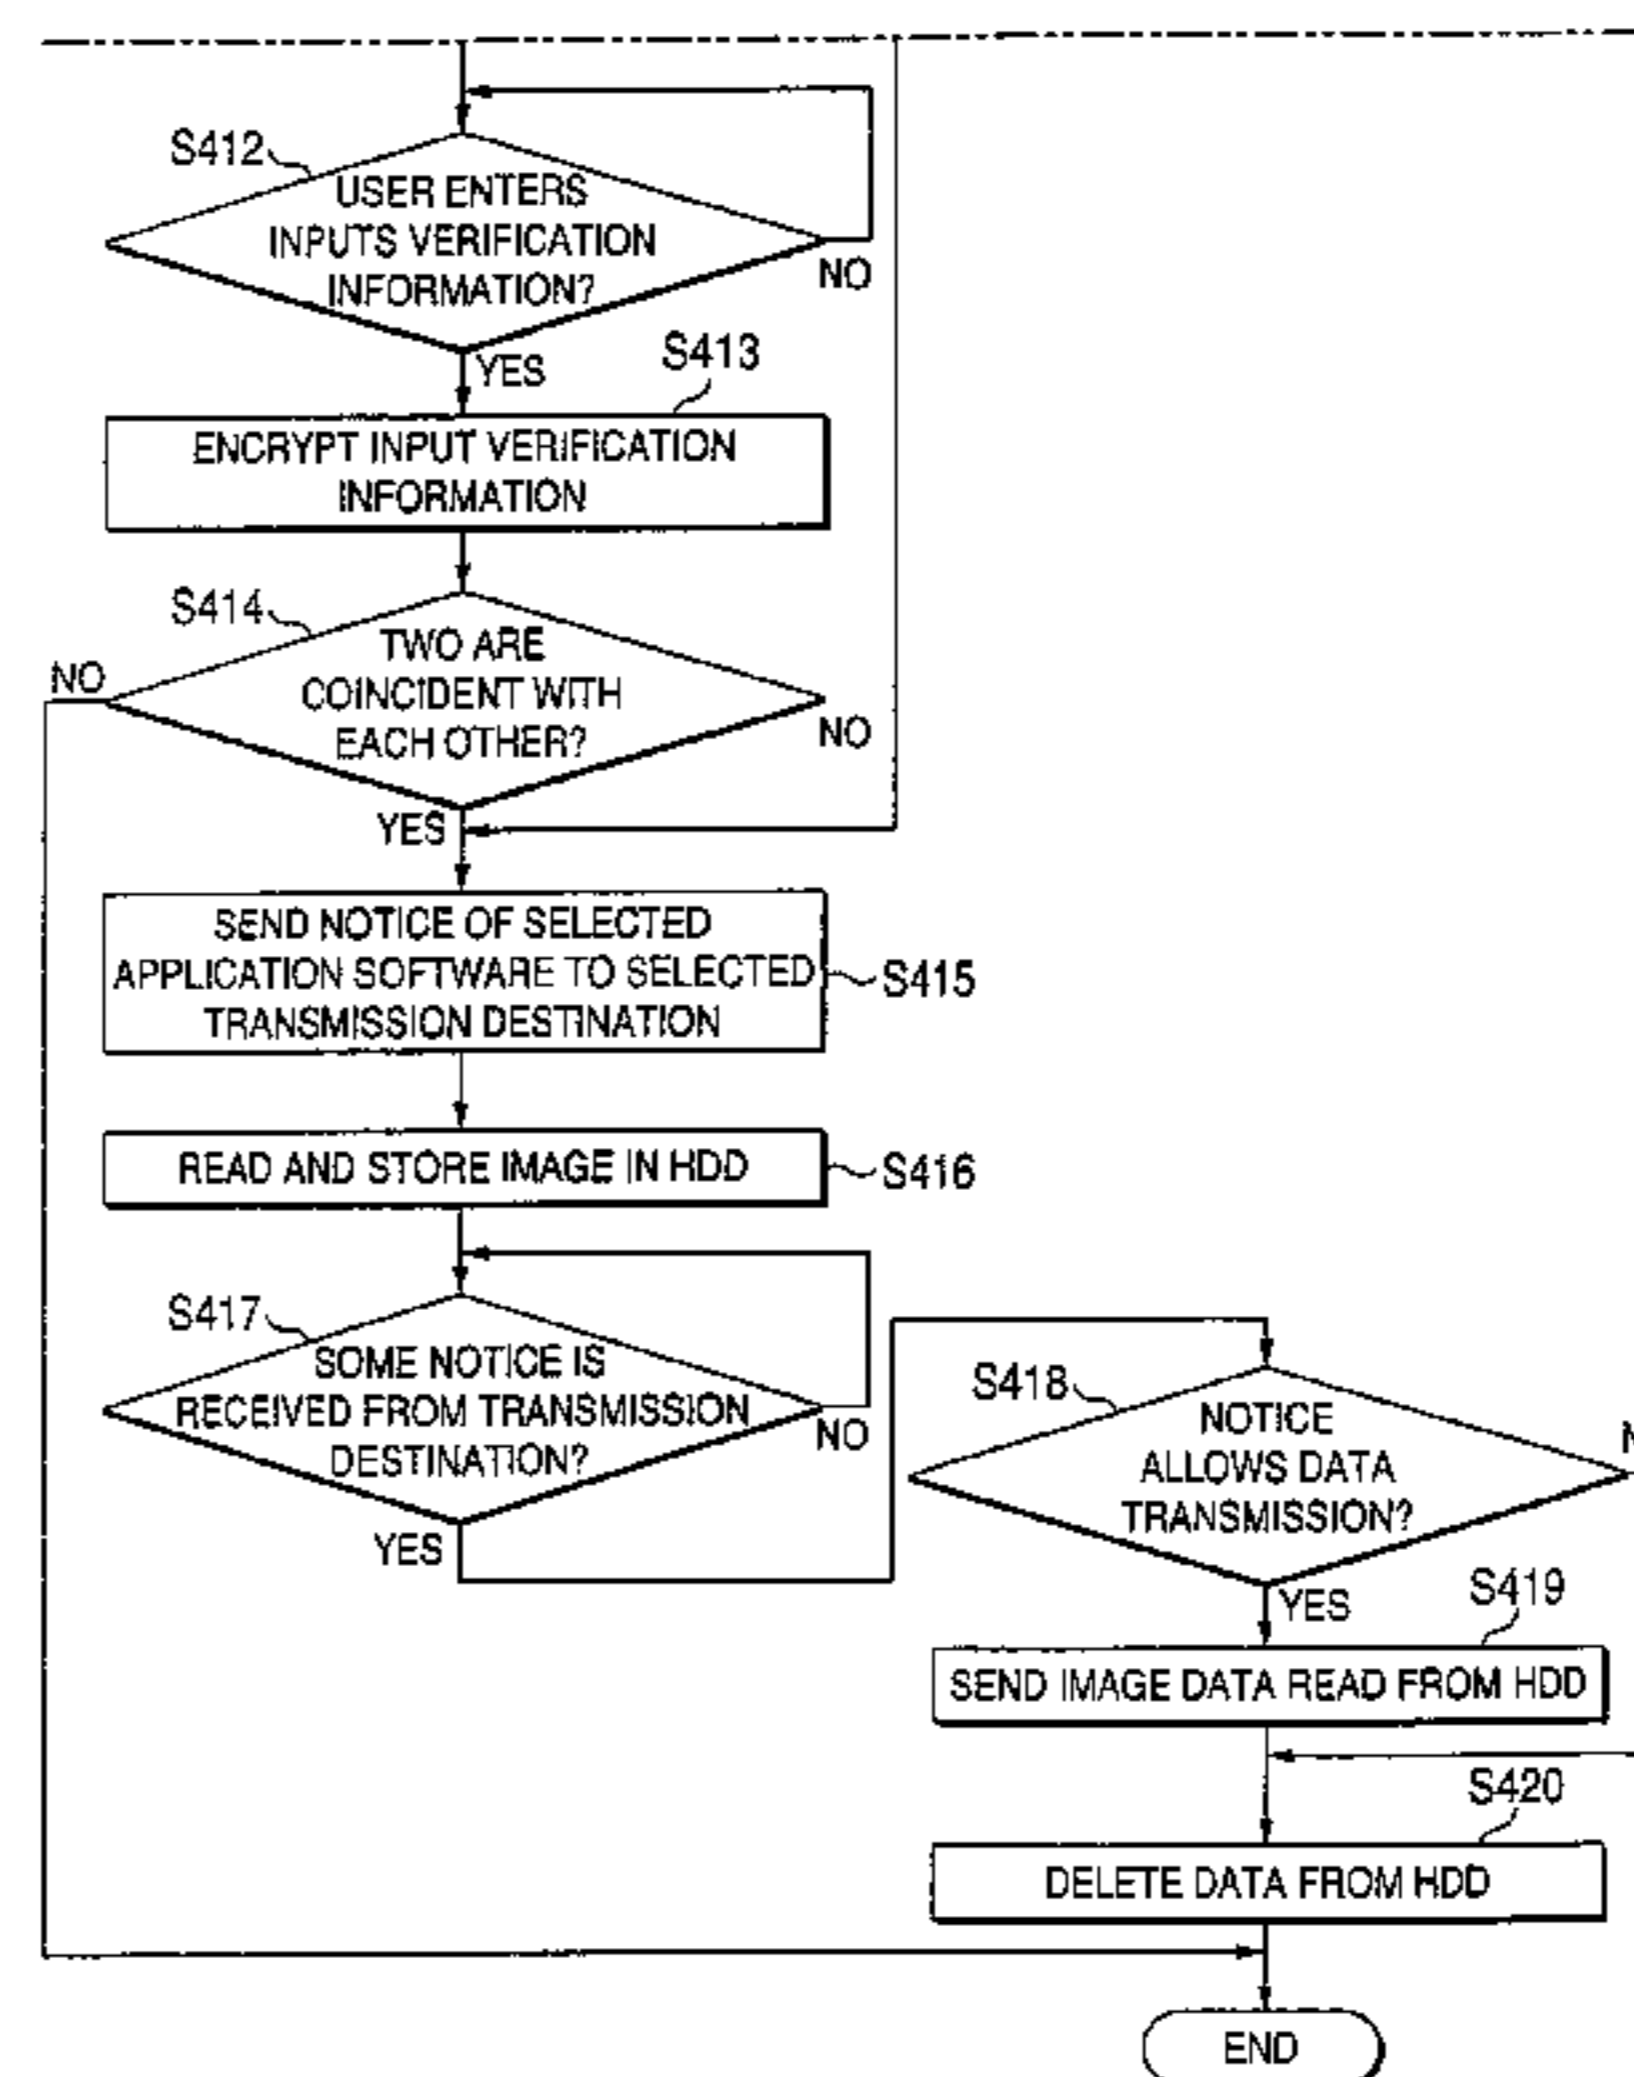 S412
USER ENTERS
INPUTS VERIFICATION
INFORMATION?
NO
YES
S413
ENCRYPT INPUT VERIFICATION
INFORMATION
S414
TWO ARE
COINCIDENT WITH
EACH OTHER?
NO
NO
YES
SEND NOTICE OF SELECTED
APPLICATION SOFTWARE TO SELECTED
TRANSMISSION DESTINATION
S415
READ AND STORE IMAGE IN HDD
S416
S417
SOME NOTICE IS
RECEIVED FROM TRANSMISSION
DESTINATION?
NO
YES
S418
NOTICE
ALLOWS DATA
TRANSMISSION?
YES
S419
SEND IMAGE DATA READ FROM HDD
S420
DELETE DATA FROM HDD
END